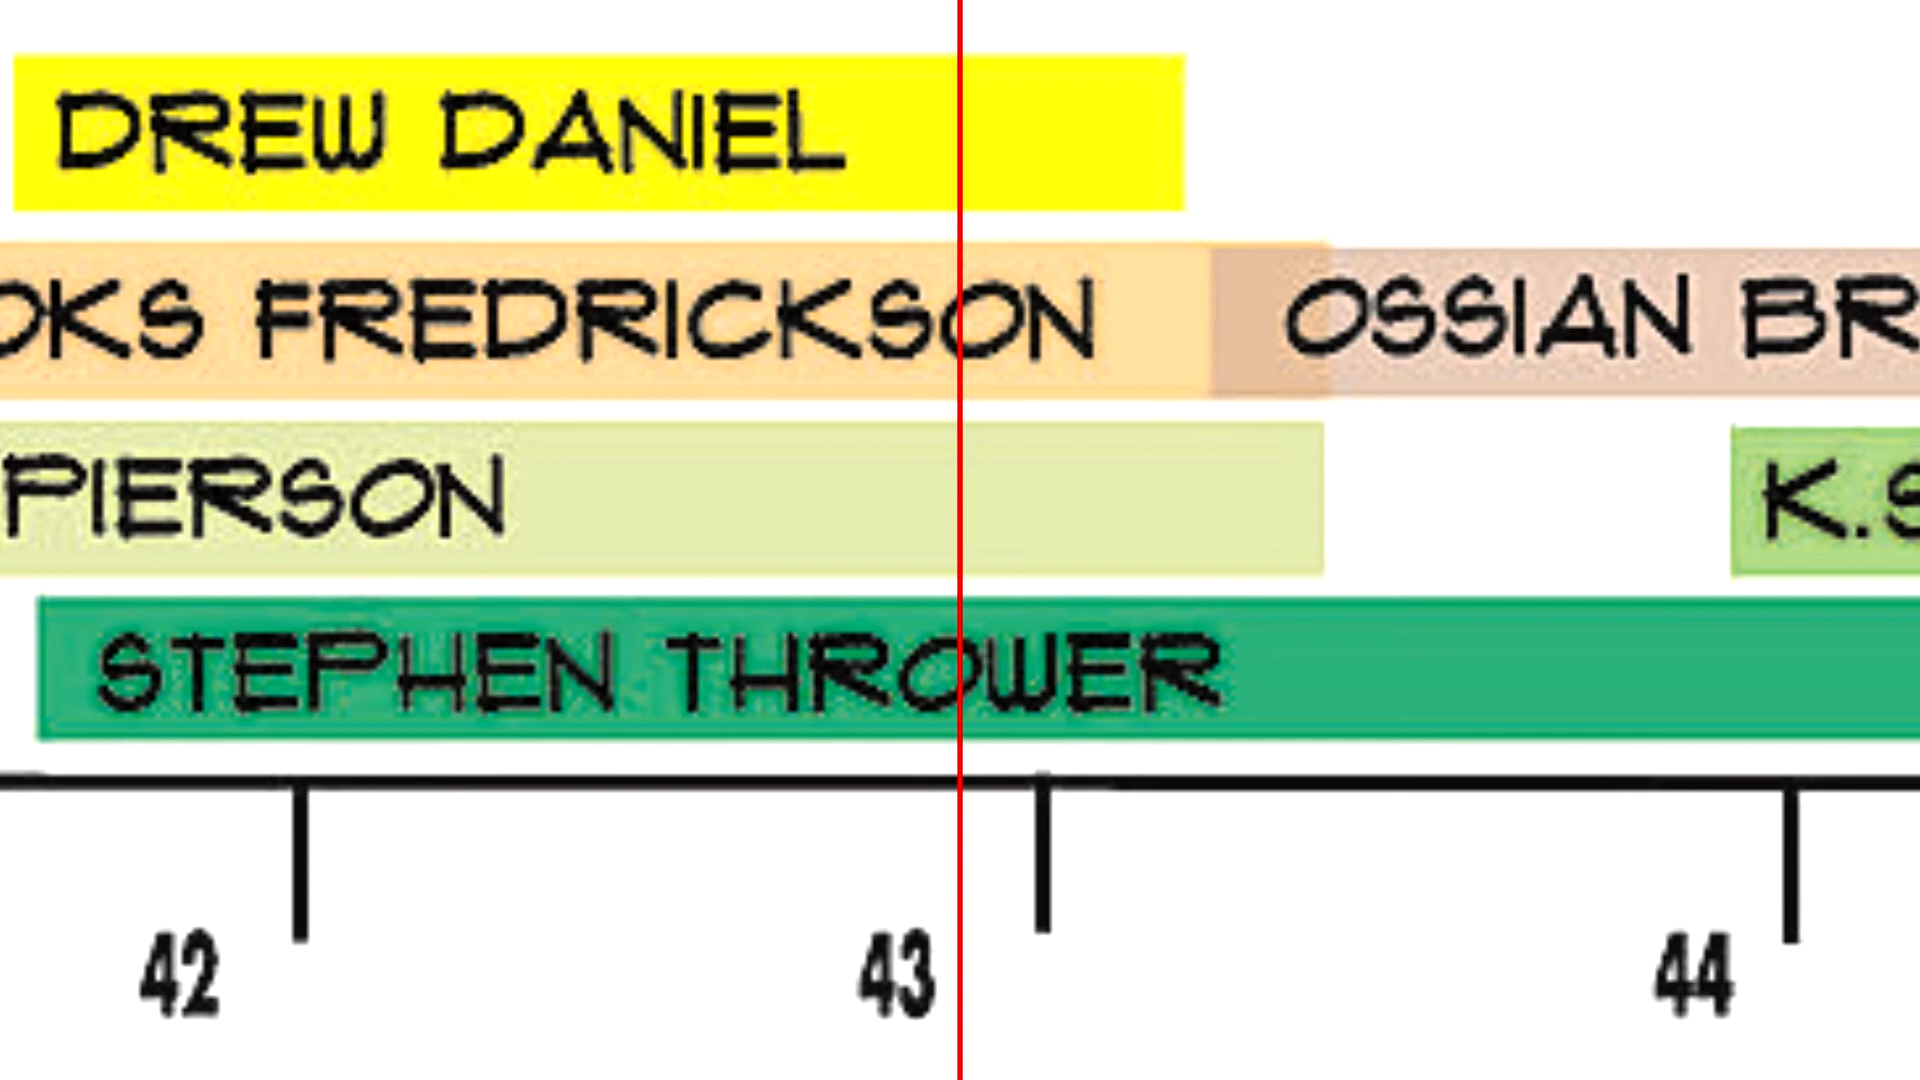 DREW DANIEL
OKS FREDRICKSON OSSIAN BR
PIERSON K.S
STEPHEN THROWER
42 43 44